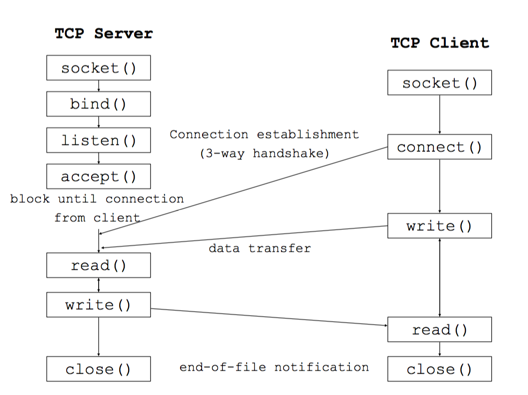 TCP Server
TCP Client
socket()
socket()
bind()
listen()
Connection establishment
(3-way handshake)
connect()
accept()
block until connection
from client
write()
data transfer
read()
write()
read()
close()
end-of-file notification
close()